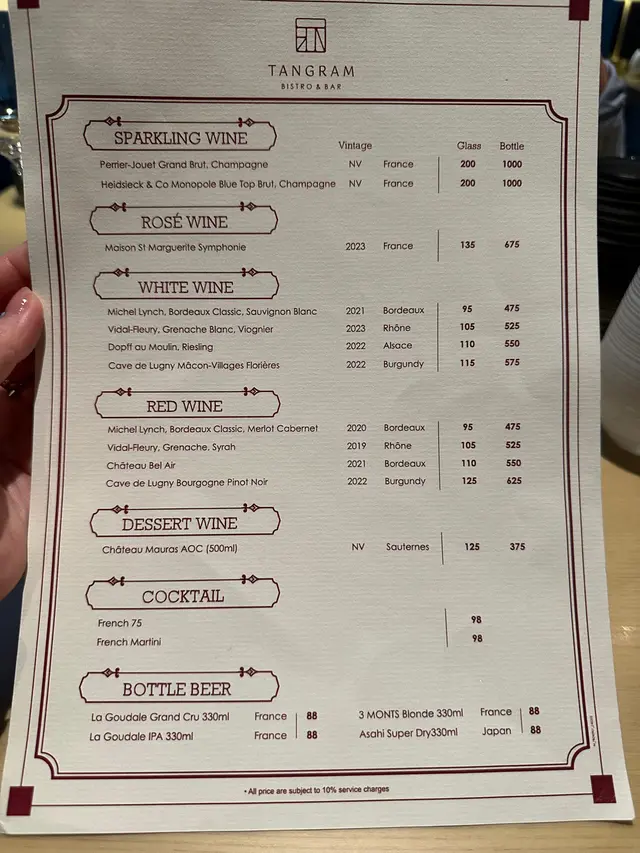 TANGRAM
BISTRO & BAR
SPARKLING WINE
Vintage Glass Bottle
Perrier-Jouet Grand Brut, Champagne NV France 200 1000
Heidsieck & Co Monopole Blue Top Brut, Champagne NV France 200 1000
ROSÉ WINE
Maison St Marguerite Symphonie 2023 France 135 675
WHITE WINE
Michel Lynch, Bordeaux Classic, Sauvignon Blanc 2021 Bordeaux 95 475
Vidal-Fleury, Grenache Blanc, Viognier 2023 Rhône 105 525
Dopff au Moulin, Riesling 2022 Alsace 110 550
Cave de Lugny Mâcon-Villages Florières 2022 Burgundy 115 575
RED WINE
Michel Lynch, Bordeaux Classic, Merlot Cabernet 2020 Bordeaux 95 475
Vidal-Fleury, Grenache, Syrah 2019 Rhône 105 525
Château Bel Air 2021 Bordeaux 110 550
Cave de Lugny Bourgogne Pinot Noir 2022 Burgundy 125 625
DESSERT WINE
Château Mauras AOC (500ml) NV Sauternes 125 375
COCKTAIL
French 75 98
French Martini 98
BOTTLE BEER
La Goudale Grand Cru 330ml France 88 3 MONTS Blonde 330ml France 88
La Goudale IPA 330ml France 88 Asahi Super Dry330ml Japan 88
• All price are subject to 10% service charges